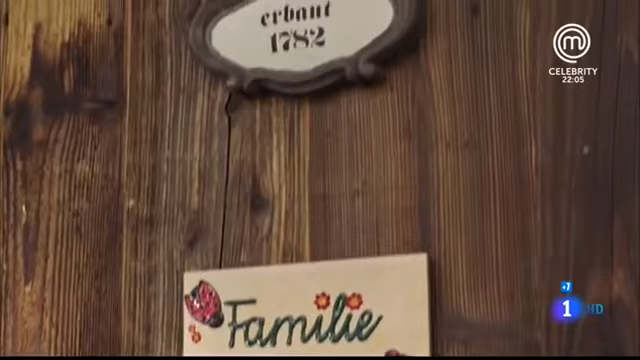 erbaut
1782
M
CELEBRITY
22:05
Familie
+7
1 HD